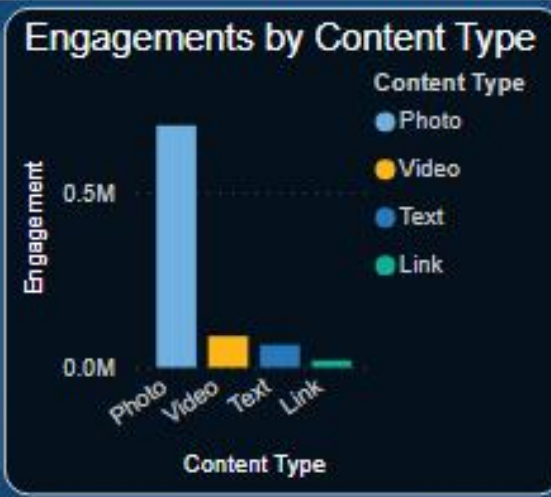 Engagements by Content Type
Content Type
Photo
Video
Text
Link
Engagement
0.5M
0.0M
Photo
Video
Text
Link
Content Type